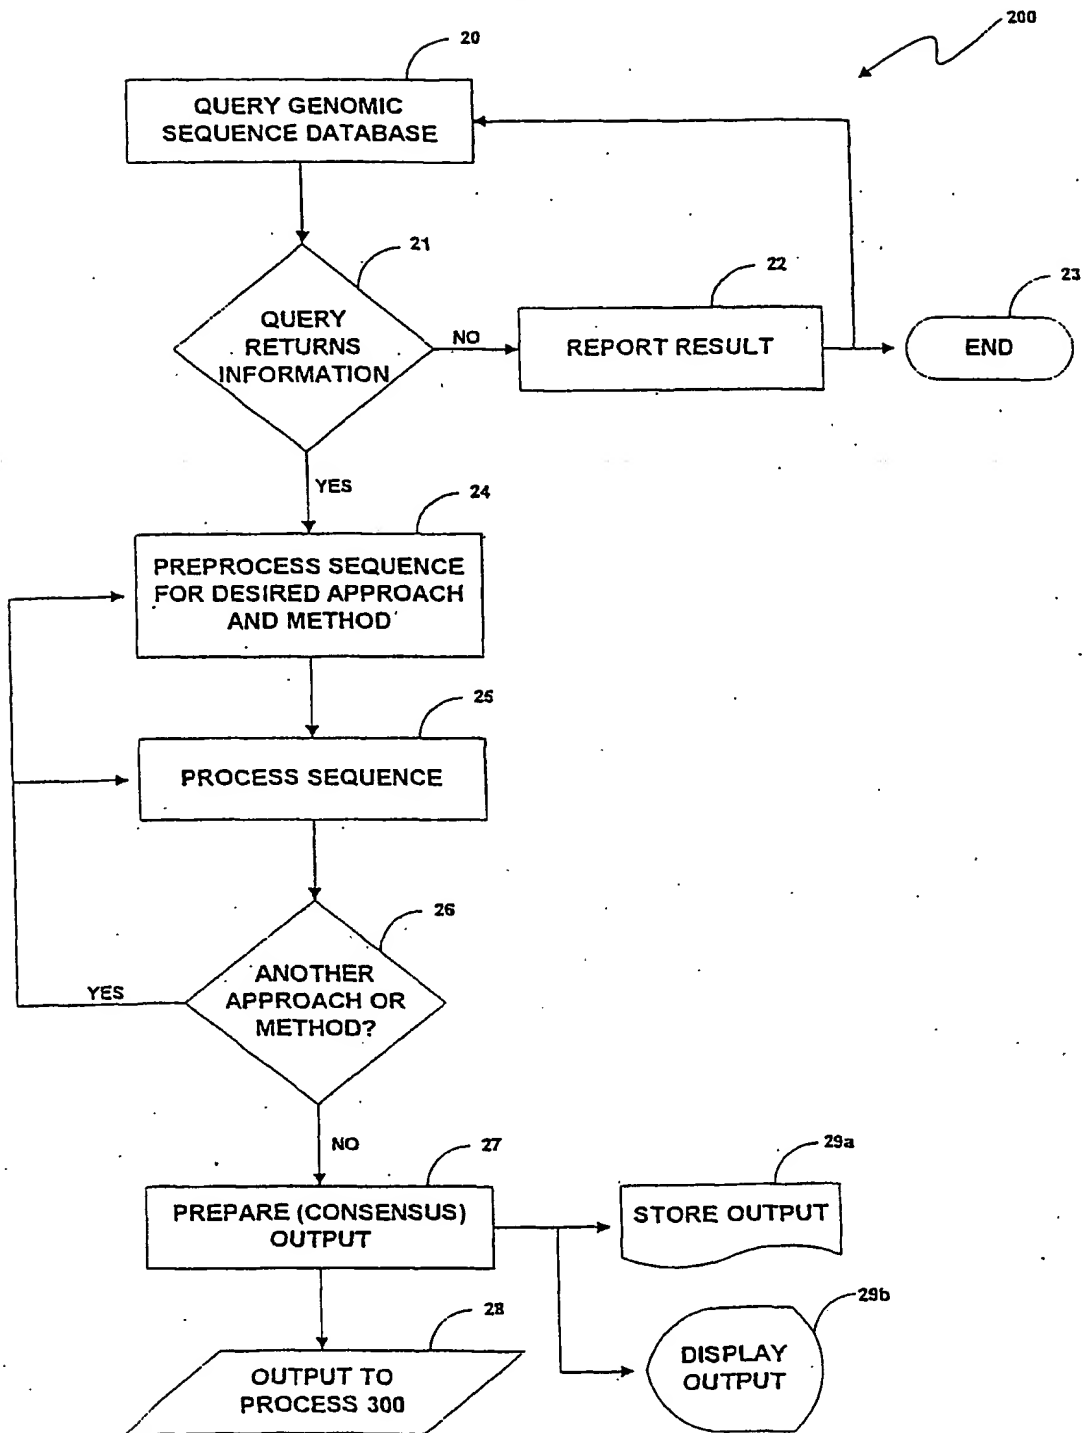 200
20
QUERY GENOMIC
SEQUENCE DATABASE
21
QUERY
RETURNS
INFORMATION
NO
22
REPORT RESULT
23
END
YES
24
PREPROCESS SEQUENCE
FOR DESIRED APPROACH
AND METHOD
25
PROCESS SEQUENCE
26
ANOTHER
APPROACH OR
METHOD?
YES
NO
27
PREPARE (CONSENSUS)
OUTPUT
29a
STORE OUTPUT
28
OUTPUT TO
PROCESS 300
29b
DISPLAY
OUTPUT